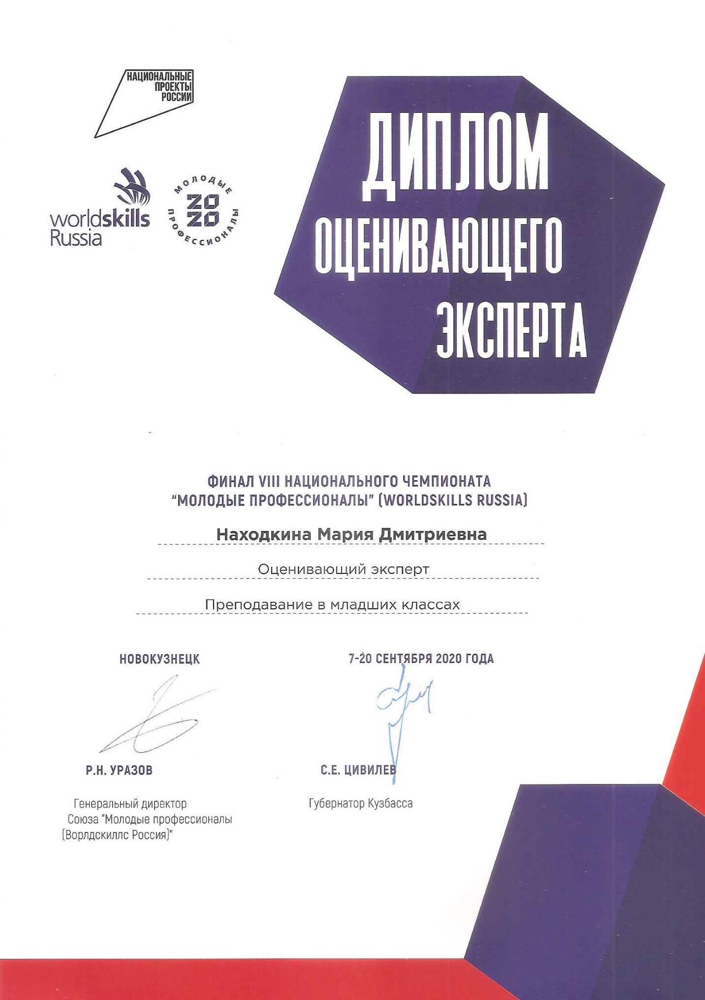 НАЦИОНАЛЬНЫЕ
ПРОЕКТЫ
РОССИИ
worldskills
Russia
МОЛОДЫЕ
20
20
ПРОФЕССИОНАЛЫ
ДИПЛОМ
ОЦЕНИВАЮЩЕГО
ЭКСПЕРТА
ФИНАЛ VIII НАЦИОНАЛЬНОГО ЧЕМПИОНАТА
“МОЛОДЫЕ ПРОФЕССИОНАЛЫ” (WORLDSKILLS RUSSIA)
Находкина Мария Дмитриевна
Оценивающий эксперт
Преподавание в младших классах
НОВОКУЗНЕЦК
7-20 СЕНТЯБРЯ 2020 ГОДА
Р.Н. УРАЗОВ
С.Е. ЦИВИЛЕВ
Генеральный директор
Союза "Молодые профессионалы
(Ворлдскиллс Россия)"
Губернатор Кузбасса